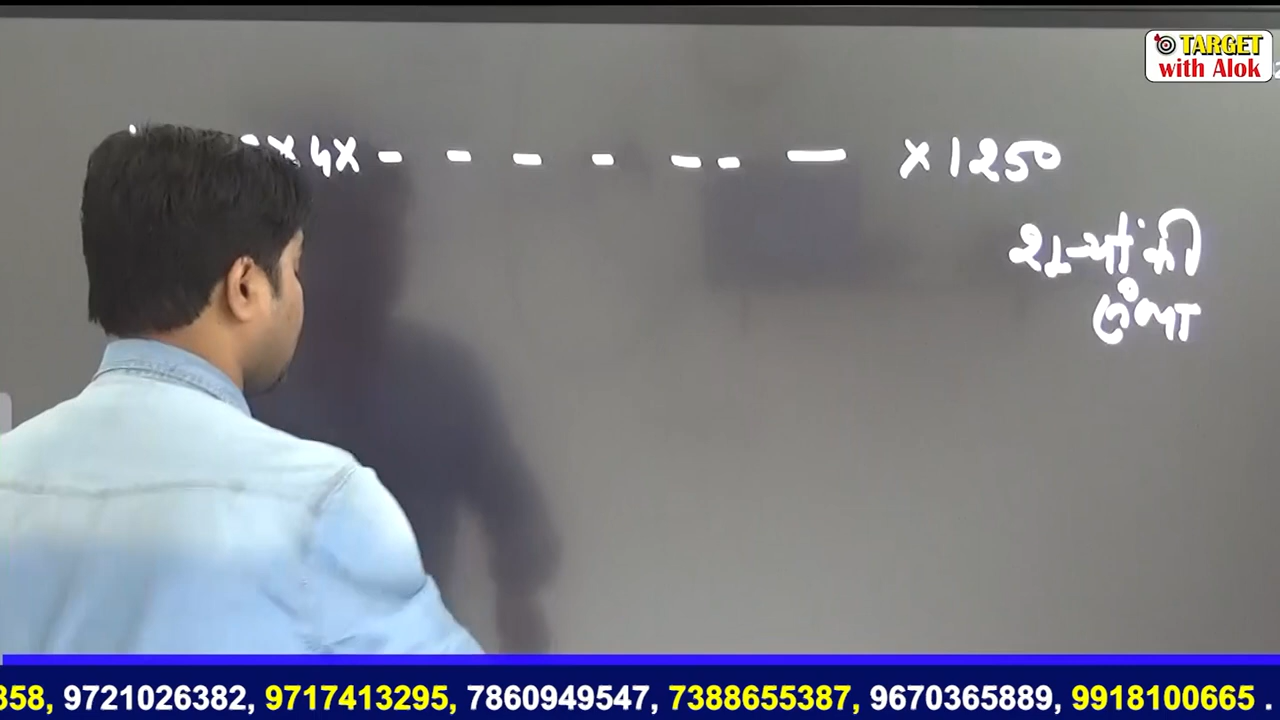 TARGET
with Alok
x 4 x - - - - - - — x 1250
शून्यों की
संख्या
358, 9721026382, 9717413295, 7860949547, 7388655387, 9670365889, 9918100665 .